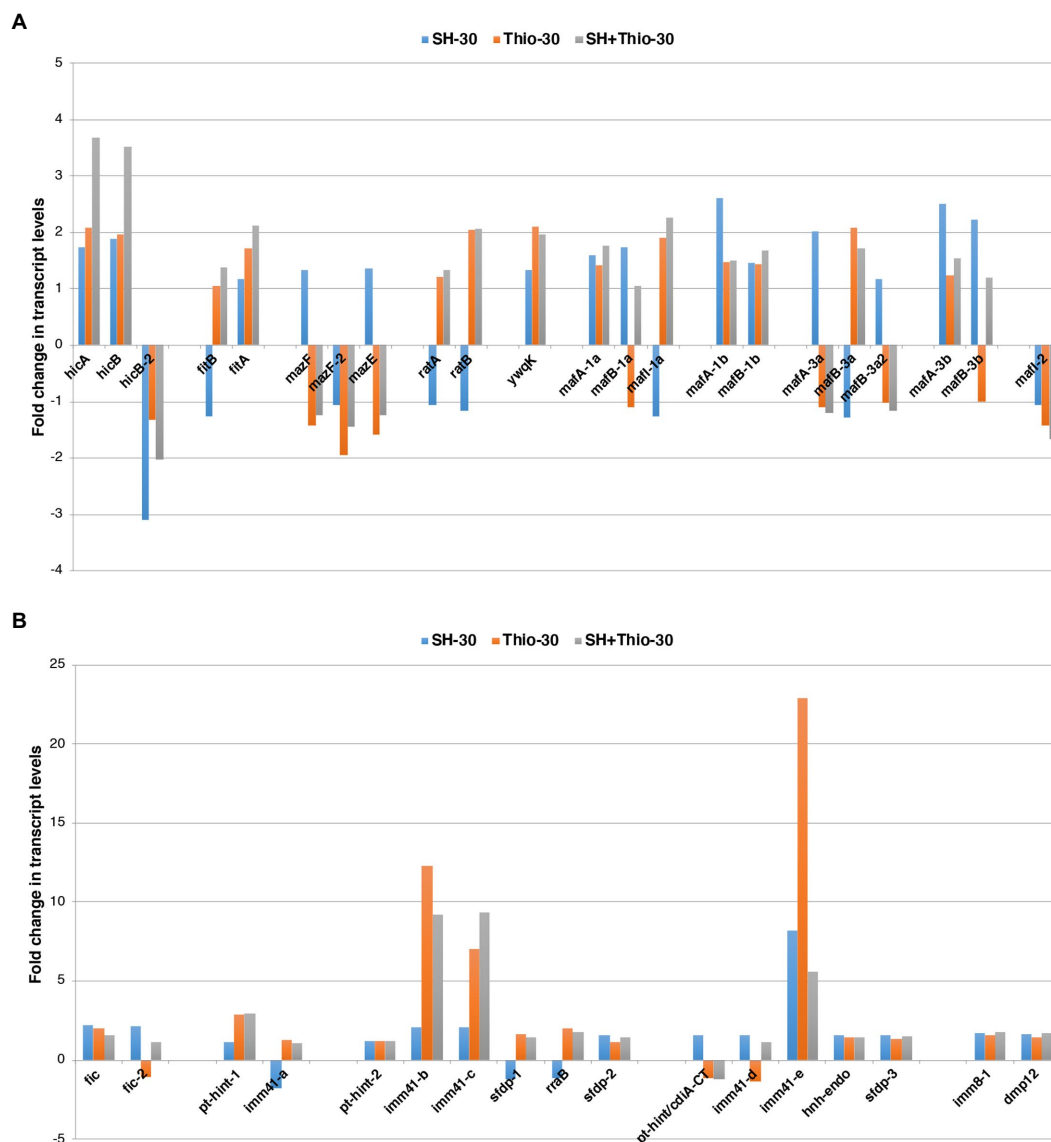 A
SH-30 Thio-30 SH+Thio-30
Fold change in transcript levels
5
4
3
2
1
0
-1
-2
-3
-4
hicA hicB hicB-2 fitB fitA mazF mazF-2 mazE ratA ratB ywqK mafA-1a mafB-1a mafI-1a mafA-1b mafB-1b mafA-3a mafB-3a mafB-3a2 mafA-3b mafB-3b mafI-2
B
SH-30 Thio-30 SH+Thio-30
Fold change in transcript levels
25
20
15
10
5
0
-5
fic fic-2 pt-hint-1 imm41-a pt-hint-2 imm41-b imm41-c sfdp-1 rraB sfdp-2 pt-hint/cdiA-CT imm41-d imm41-e hnh-endo sfdp-3 imm8-1 dmp12